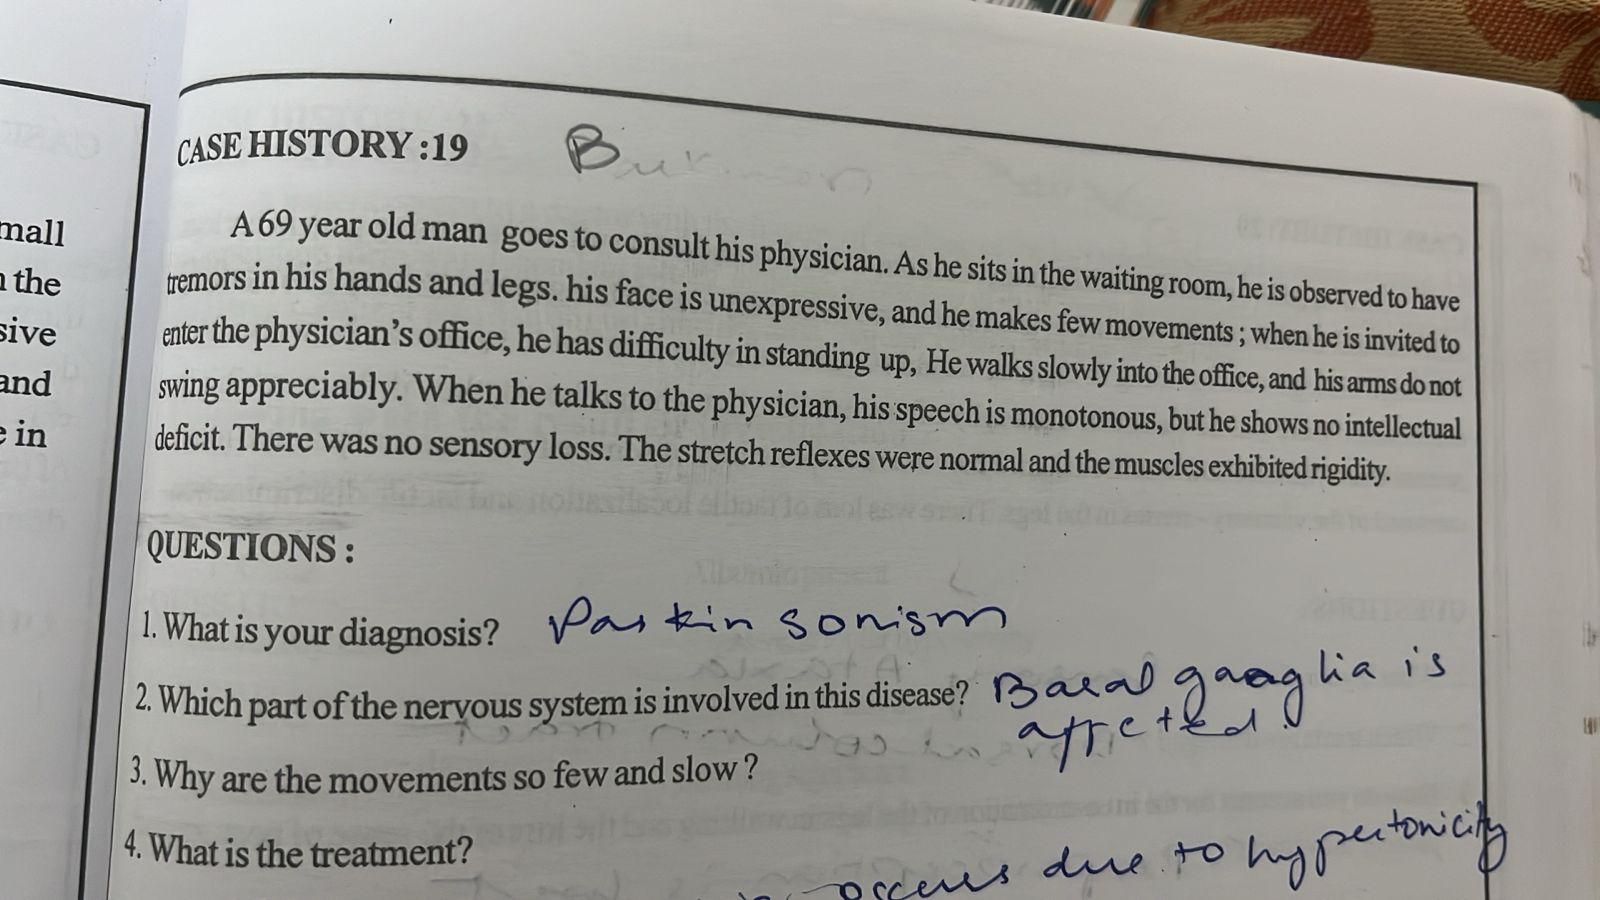 mall
the
sive
and
in
CASE HISTORY :19
A 69 year old man goes to consult his physician. As he sits in the waiting room, he is observed to have
tremors in his hands and legs. his face is unexpressive, and he makes few movements ; when he is invited to
enter the physician's office, he has difficulty in standing up, He walks slowly into the office, and his arms do not
swing appreciably. When he talks to the physician, his speech is monotonous, but he shows no intellectual
deficit. There was no sensory loss. The stretch reflexes were normal and the muscles exhibited rigidity.
QUESTIONS :
1. What is your diagnosis? Parkinsonism
2. Which part of the nervous system is involved in this disease? Basal ganglia is
affected.
3. Why are the movements so few and slow ?
4. What is the treatment?
occurs due to hypertonicity